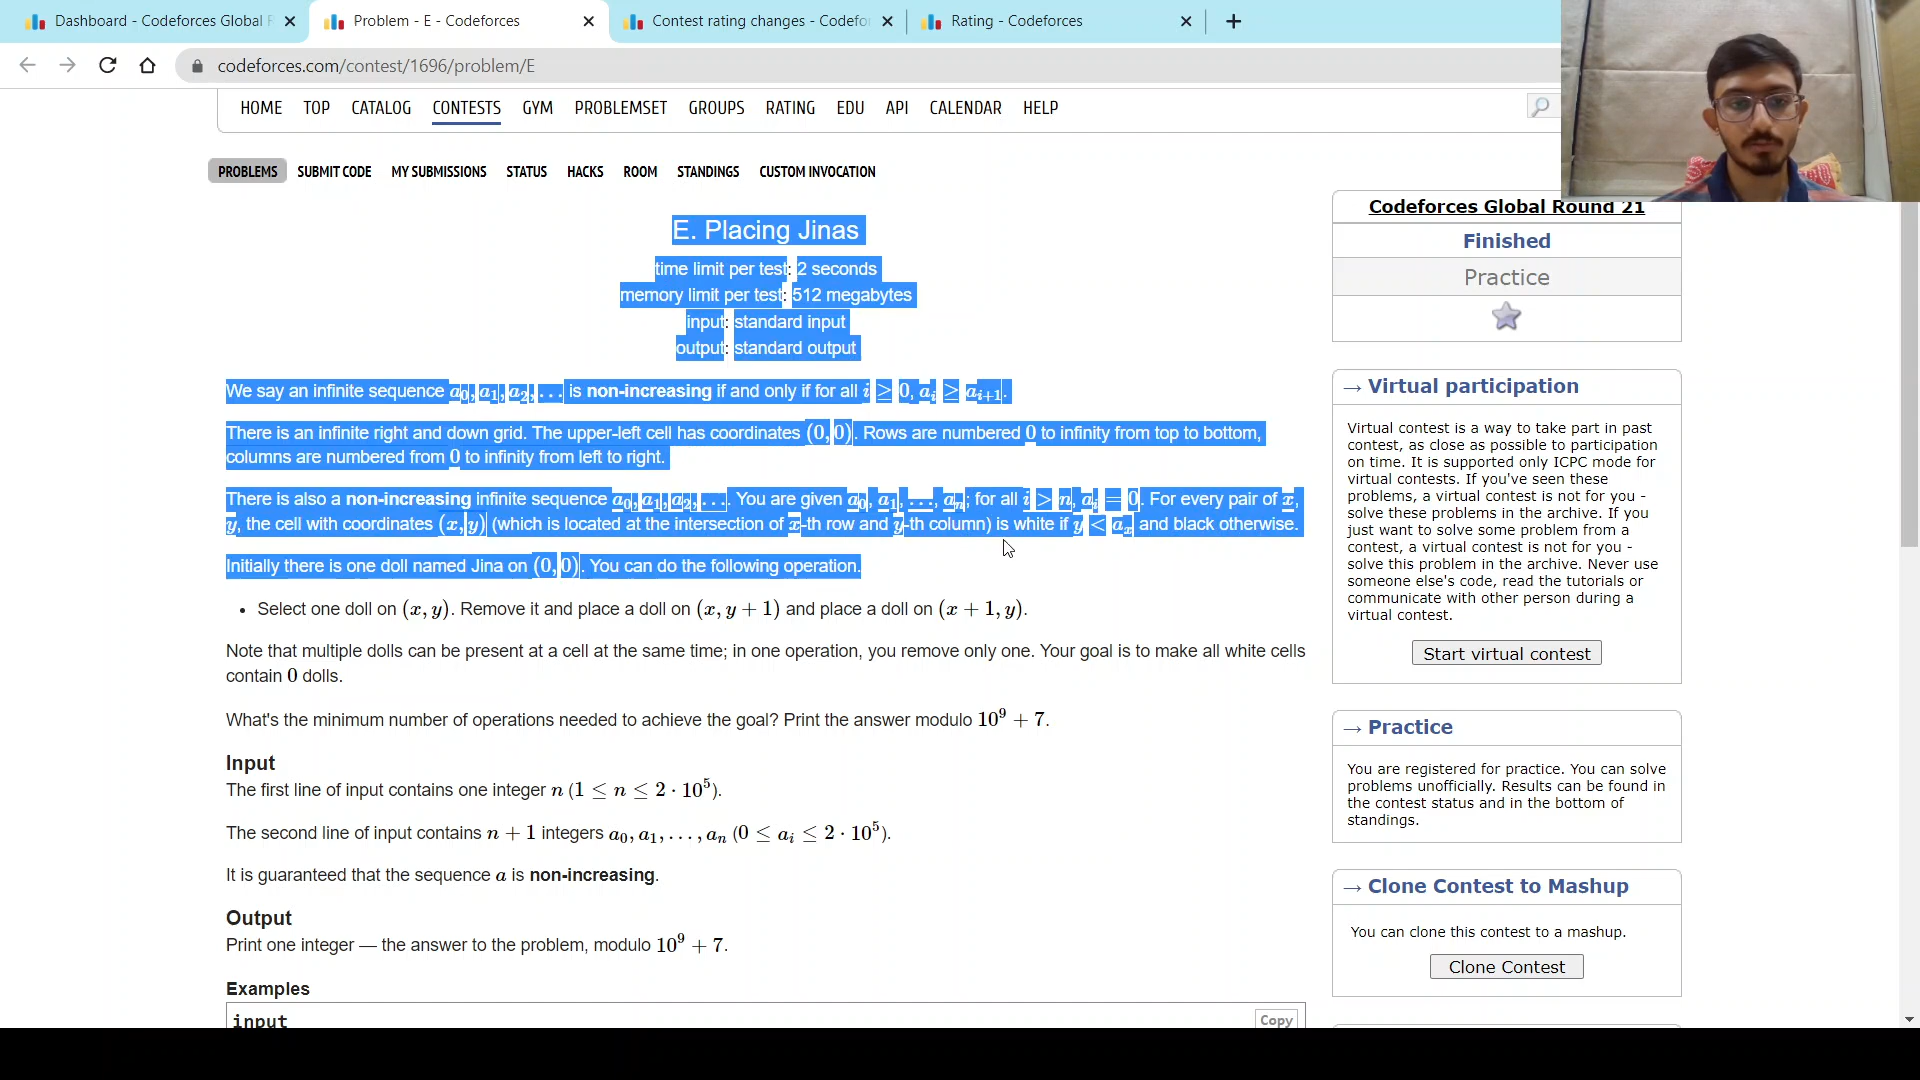 Dashboard - Codeforces Global R
Problem - E - Codeforces
Contest rating changes - Codefo
Rating - Codeforces
codeforces.com/contest/1696/problem/E
HOME TOP CATALOG CONTESTS GYM PROBLEMSET GROUPS RATING EDU API CALENDAR HELP
PROBLEMS SUBMIT CODE MY SUBMISSIONS STATUS HACKS ROOM STANDINGS CUSTOM INVOCATION
E. Placing Jinas
time limit per test: 2 seconds
memory limit per test: 512 megabytes
input: standard input
output: standard output
We say an infinite sequence a₀, a₁, a₂, … is non-increasing if and only if for all i ≥ 0, aᵢ ≥ aᵢ₊₁.
There is an infinite right and down grid. The upper-left cell has coordinates (0, 0). Rows are numbered 0 to infinity from top to bottom,
columns are numbered from 0 to infinity from left to right.
There is also a non-increasing infinite sequence a₀, a₁, a₂, …. You are given a₀, a₁, …, aₙ; for all i > n, aᵢ = 0. For every pair of x,
y, the cell with coordinates (x, y) (which is located at the intersection of x-th row and y-th column) is white if y < aₓ and black otherwise.
Initially there is one doll named Jina on (0, 0). You can do the following operation.
• Select one doll on (x, y). Remove it and place a doll on (x, y + 1) and place a doll on (x + 1, y).
Note that multiple dolls can be present at a cell at the same time; in one operation, you remove only one. Your goal is to make all white cells
contain 0 dolls.
What's the minimum number of operations needed to achieve the goal? Print the answer modulo 10⁹ + 7.
Input
The first line of input contains one integer n (1 ≤ n ≤ 2 · 10⁵).
The second line of input contains n + 1 integers a₀, a₁, …, aₙ (0 ≤ aᵢ ≤ 2 · 10⁵).
It is guaranteed that the sequence a is non-increasing.
Output
Print one integer — the answer to the problem, modulo 10⁹ + 7.
Examples
input
Copy
Codeforces Global Round 21
Finished
Practice
→ Virtual participation
Virtual contest is a way to take part in past
contest, as close as possible to participation
on time. It is supported only ICPC mode for
virtual contests. If you've seen these
problems, a virtual contest is not for you -
solve these problems in the archive. If you
just want to solve some problem from a
contest, a virtual contest is not for you -
solve this problem in the archive. Never use
someone else's code, read the tutorials or
communicate with other person during a
virtual contest.
Start virtual contest
→ Practice
You are registered for practice. You can solve
problems unofficially. Results can be found in
the contest status and in the bottom of
standings.
→ Clone Contest to Mashup
You can clone this contest to a mashup.
Clone Contest